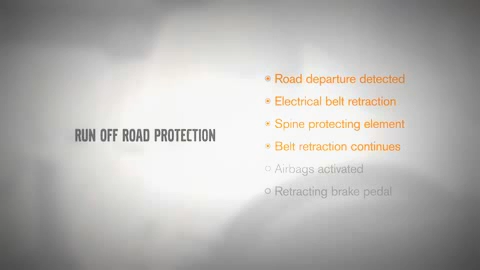 RUN OFF ROAD PROTECTION
Road departure detected
Electrical belt retraction
Spine protecting element
Belt retraction continues
Airbags activated
Retracting brake pedal